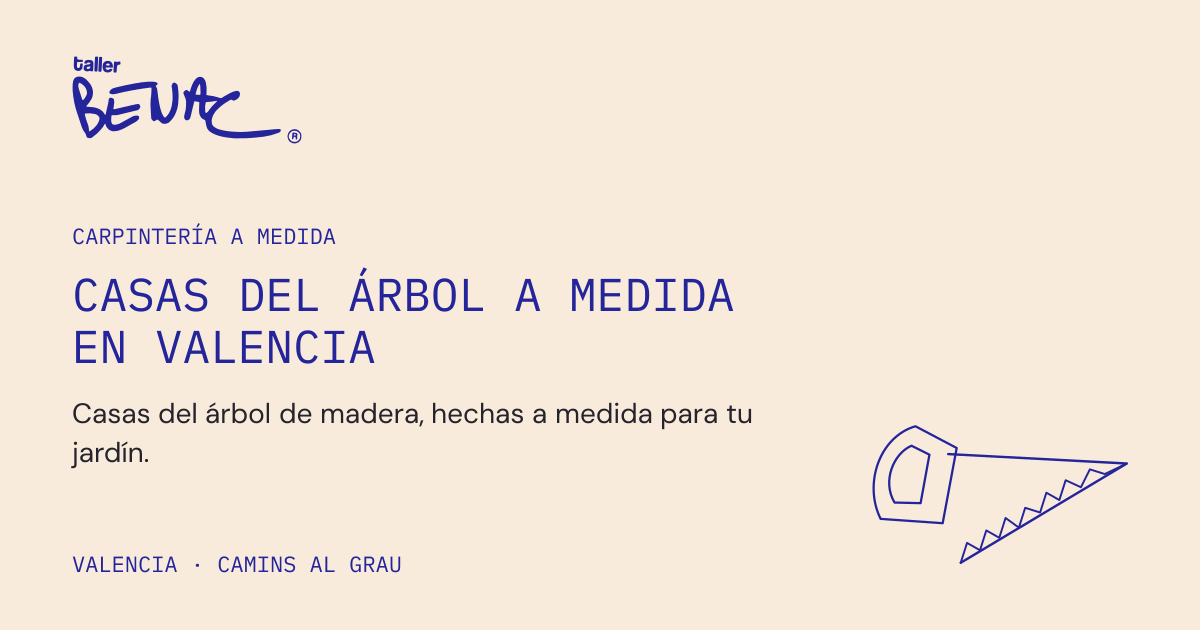 taller
BENAC ®
CARPINTERÍA A MEDIDA
CASAS DEL ÁRBOL A MEDIDA
EN VALENCIA
Casas del árbol de madera, hechas a medida para tu
jardín.
VALENCIA · CAMINS AL GRAU